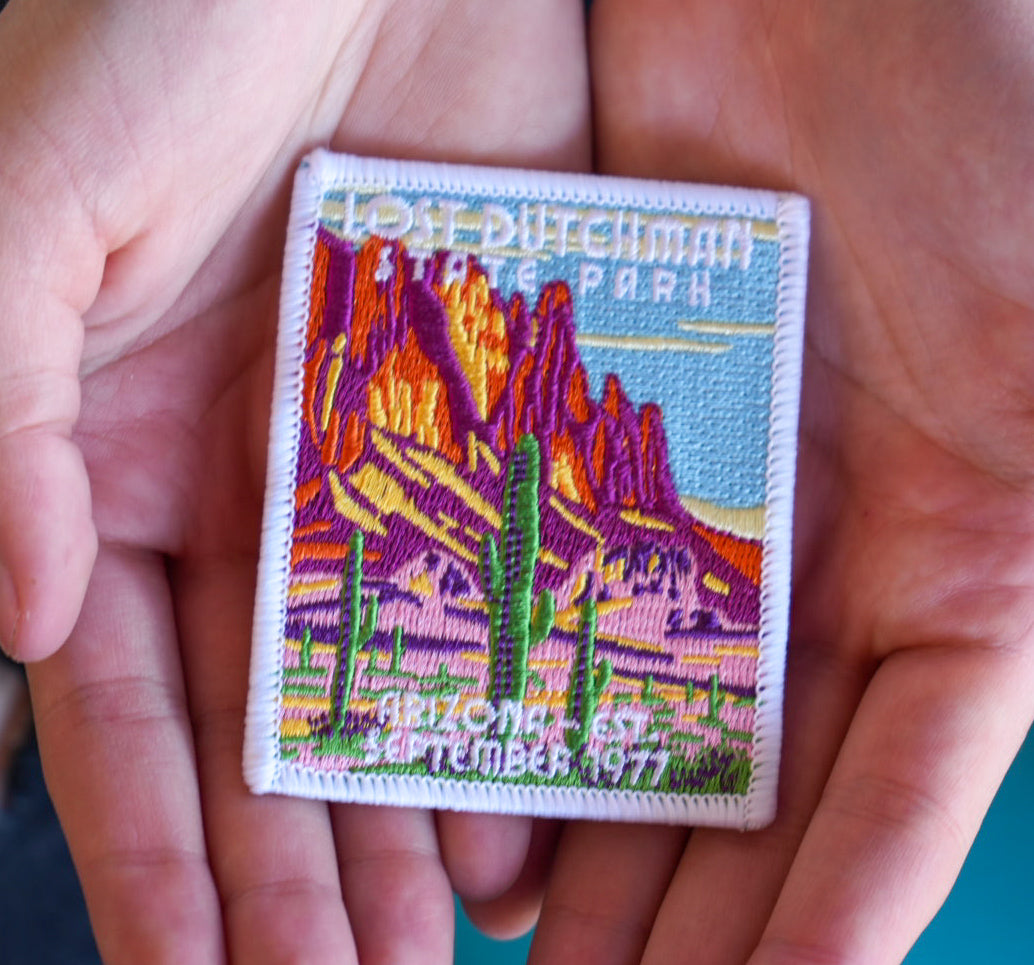 LOST DUTCHMAN
STATE PARK
ARIZONA - EST.
SEPTEMBER 1977